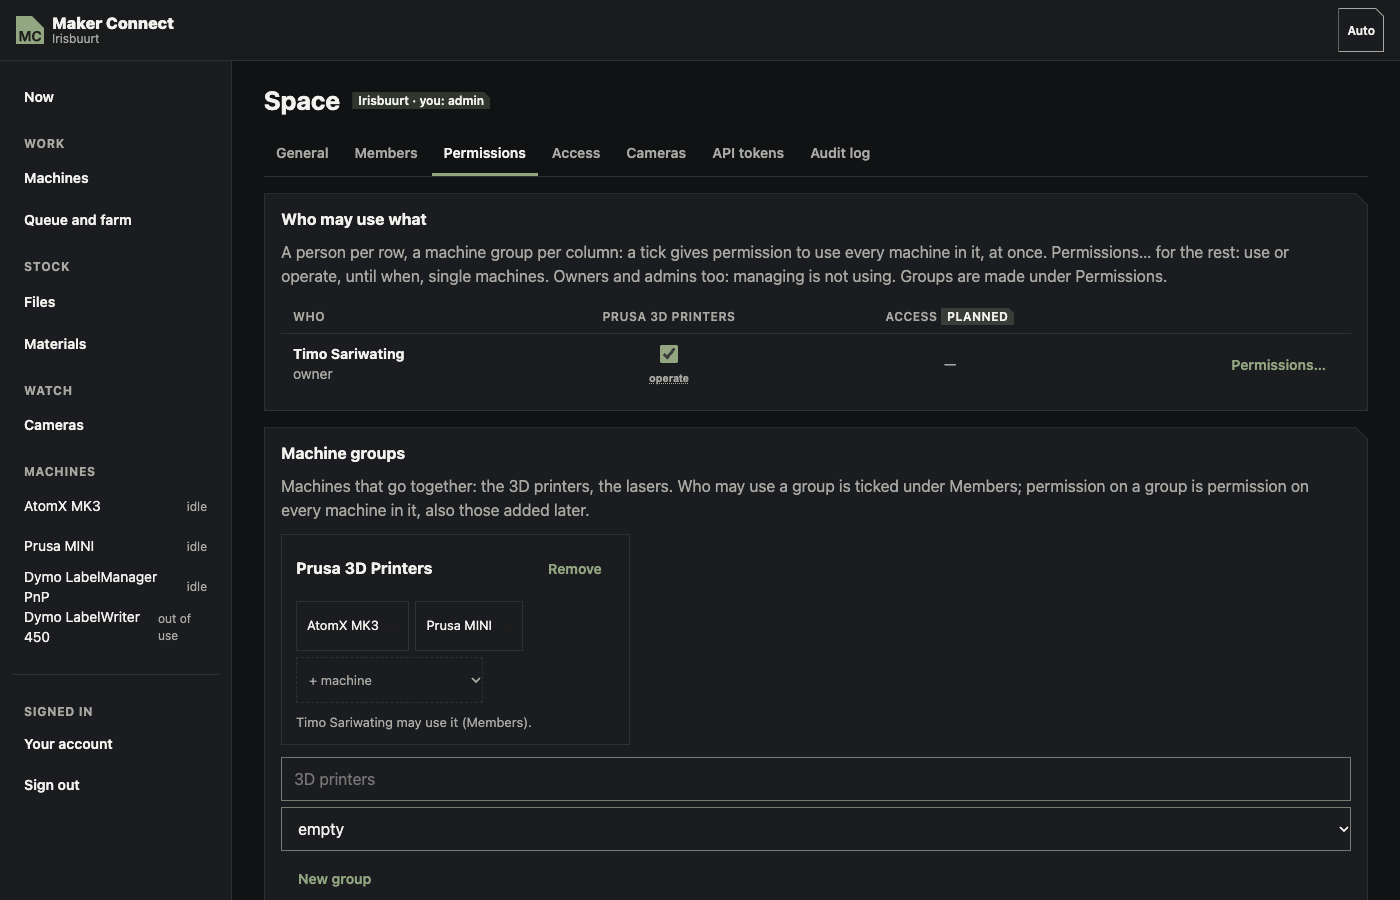 MC
Maker Connect
Irisbuurt
Auto
Now
WORK
Machines
Queue and farm
STOCK
Files
Materials
WATCH
Cameras
MACHINES
AtomX MK3 idle
Prusa MINI idle
Dymo LabelManager PnP idle
Dymo LabelWriter 450 out of use
SIGNED IN
Your account
Sign out
Space Irisbuurt · you: admin
General Members Permissions Access Cameras API tokens Audit log
Who may use what
A person per row, a machine group per column: a tick gives permission to use every machine in it, at once. Permissions... for the rest: use or
operate, until when, single machines. Owners and admins too: managing is not using. Groups are made under Permissions.
WHO PRUSA 3D PRINTERS ACCESS PLANNED
Timo Sariwating
owner
operate
—
Permissions...
Machine groups
Machines that go together: the 3D printers, the lasers. Who may use a group is ticked under Members; permission on a group is permission on
every machine in it, also those added later.
Prusa 3D Printers Remove
AtomX MK3 Prusa MINI
+ machine
Timo Sariwating may use it (Members).
3D printers
empty
New group